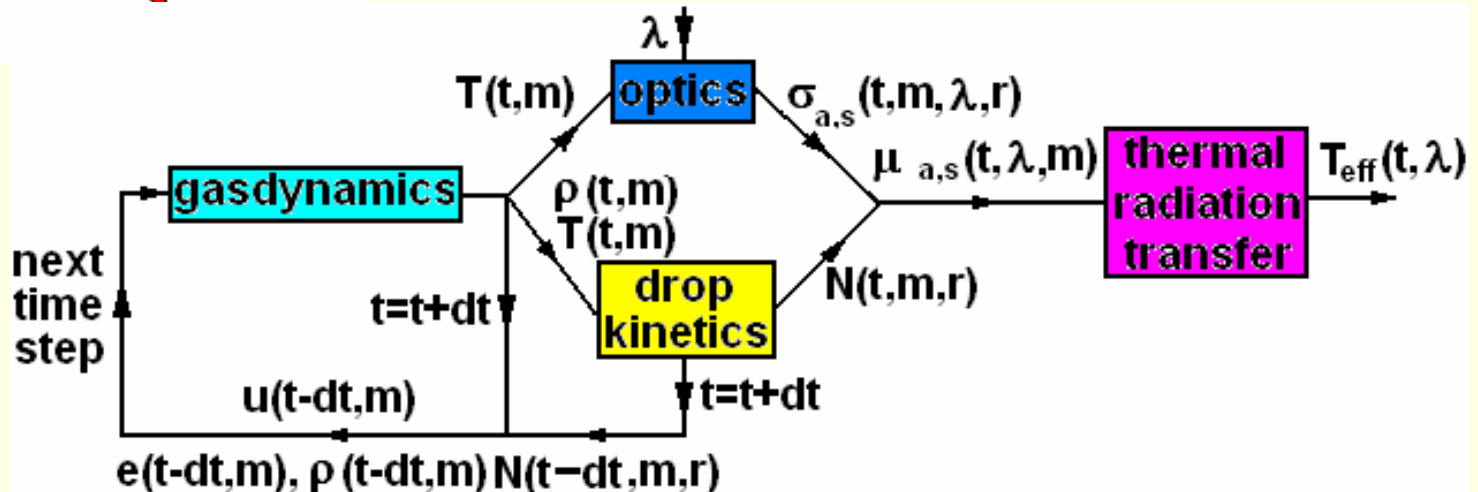 λ
optics
T(t,m)
σa,s(t,m,λ,r)
gasdynamics
ρ(t,m)
T(t,m)
μ a,s(t,λ,m)
thermal
radiation
transfer
Teff(t,λ)
next
time
step
t=t+dt
drop
kinetics
N(t,m,r)
t=t+dt
u(t-dt,m)
e(t-dt,m), ρ(t-dt,m) N(t-dt,m,r)